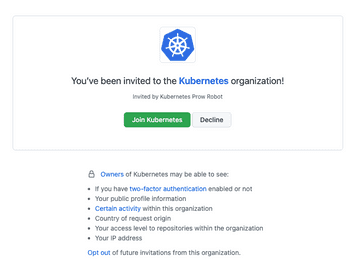 You've been invited to the Kubernetes organization!
Invited by Kubernetes Prow Robot
Join Kubernetes
Decline
Owners of Kubernetes may be able to see:
• If you have two-factor authentication enabled or not
• Your public profile information
• Certain activity within this organization
• Country of request origin
• Your access level to repositories within the organization
• Your IP address
Opt out of future invitations from this organization.